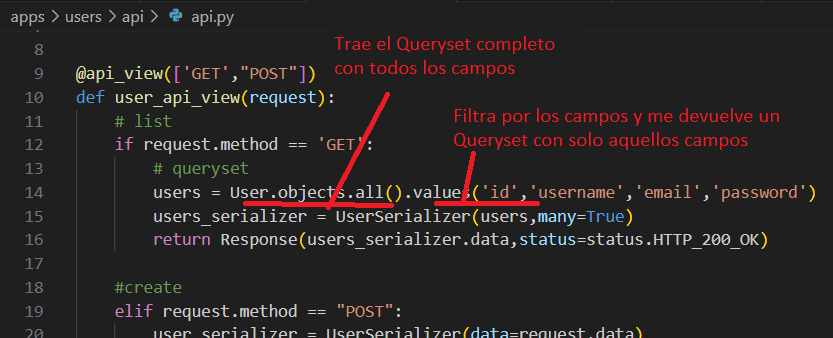 apps > users > api > api.py
8
Trae el Queryset completo
con todos los campos
9 @api_view(['GET',"POST"])
10 def user_api_view(request):
Filtra por los campos y me devuelve un
Queryset con solo aquellos campos
11 # list
12 if request.method == 'GET':
13 # queryset
14 users = User.objects.all().values('id','username','email','password')
15 users_serializer = UserSerializer(users,many=True)
16 return Response(users_serializer.data,status=status.HTTP_200_OK)
17
18 #create
19 elif request.method == "POST":
20 user_serializer = UserSerializer(data=request.data)